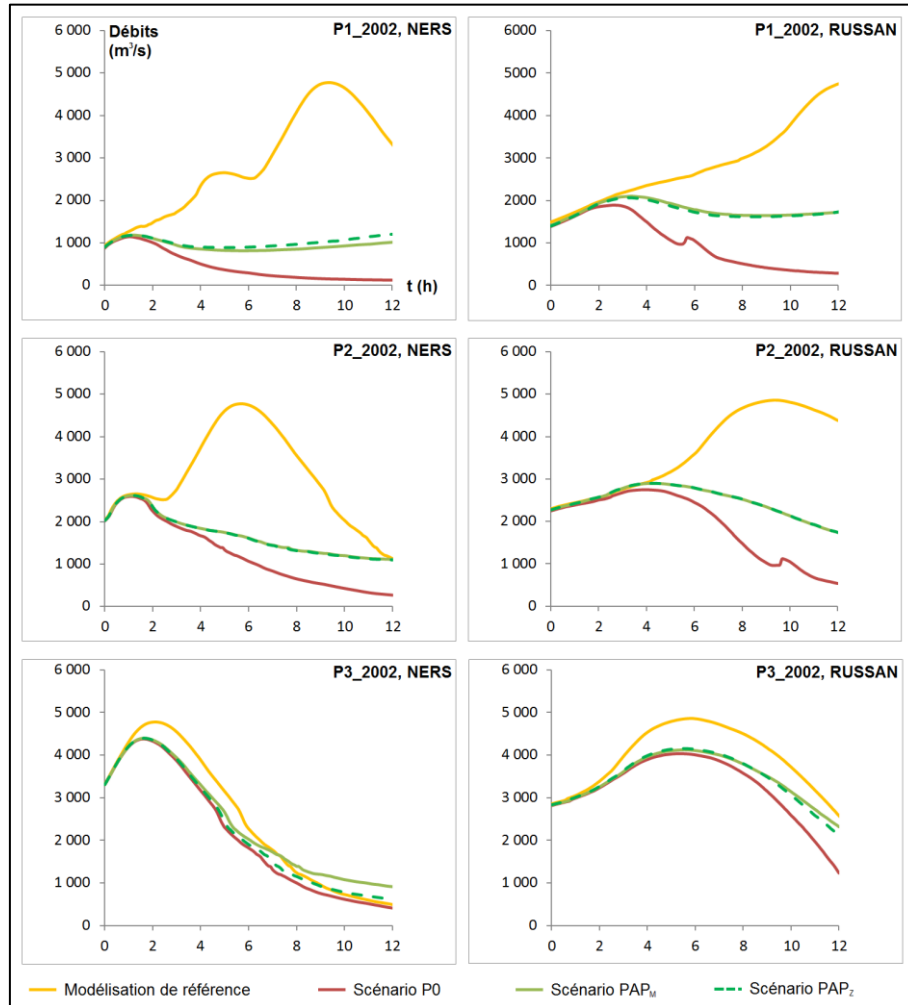 P1_2002, NERS
Débits
(m³/s)
6 000
5 000
4 000
3 000
2 000
1 000
0
t (h)
0 2 4 6 8 10 12
P1_2002, RUSSAN
6 000
5000
4000
3000
2000
1000
0
0 2 4 6 8 10 12
P2_2002, NERS
6 000
5 000
4 000
3 000
2 000
1 000
0
0 2 4 6 8 10 12
P2_2002, RUSSAN
6 000
5 000
4 000
3 000
2 000
1 000
0
0 2 4 6 8 10 12
P3_2002, NERS
6 000
5 000
4 000
3 000
2 000
1 000
0
0 2 4 6 8 10 12
P3_2002, RUSSAN
6 000
5 000
4 000
3 000
2 000
1 000
0
0 2 4 6 8 10 12
Modélisation de référence Scénario P0 Scénario PAPM Scénario PAPZ